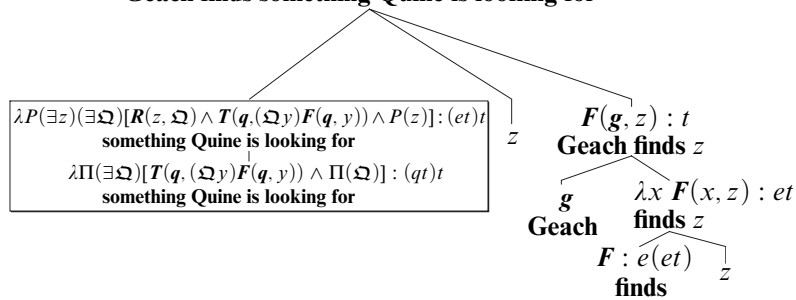 Geach finds something Quine is looking for
λP(∃z)(∃𝔔)[R(z, 𝔔) ∧ T(q,(𝔔y)F(q, y)) ∧ P(z)] : (et)t
something Quine is looking for
λΠ(∃𝔔)[T(q, (𝔔y)F(q, y)) ∧ Π(𝔔)] : (qt)t
something Quine is looking for
z
F(g, z) : t
Geach finds z
g
Geach
λx F(x, z) : et
finds z
F : e(et)
finds
z